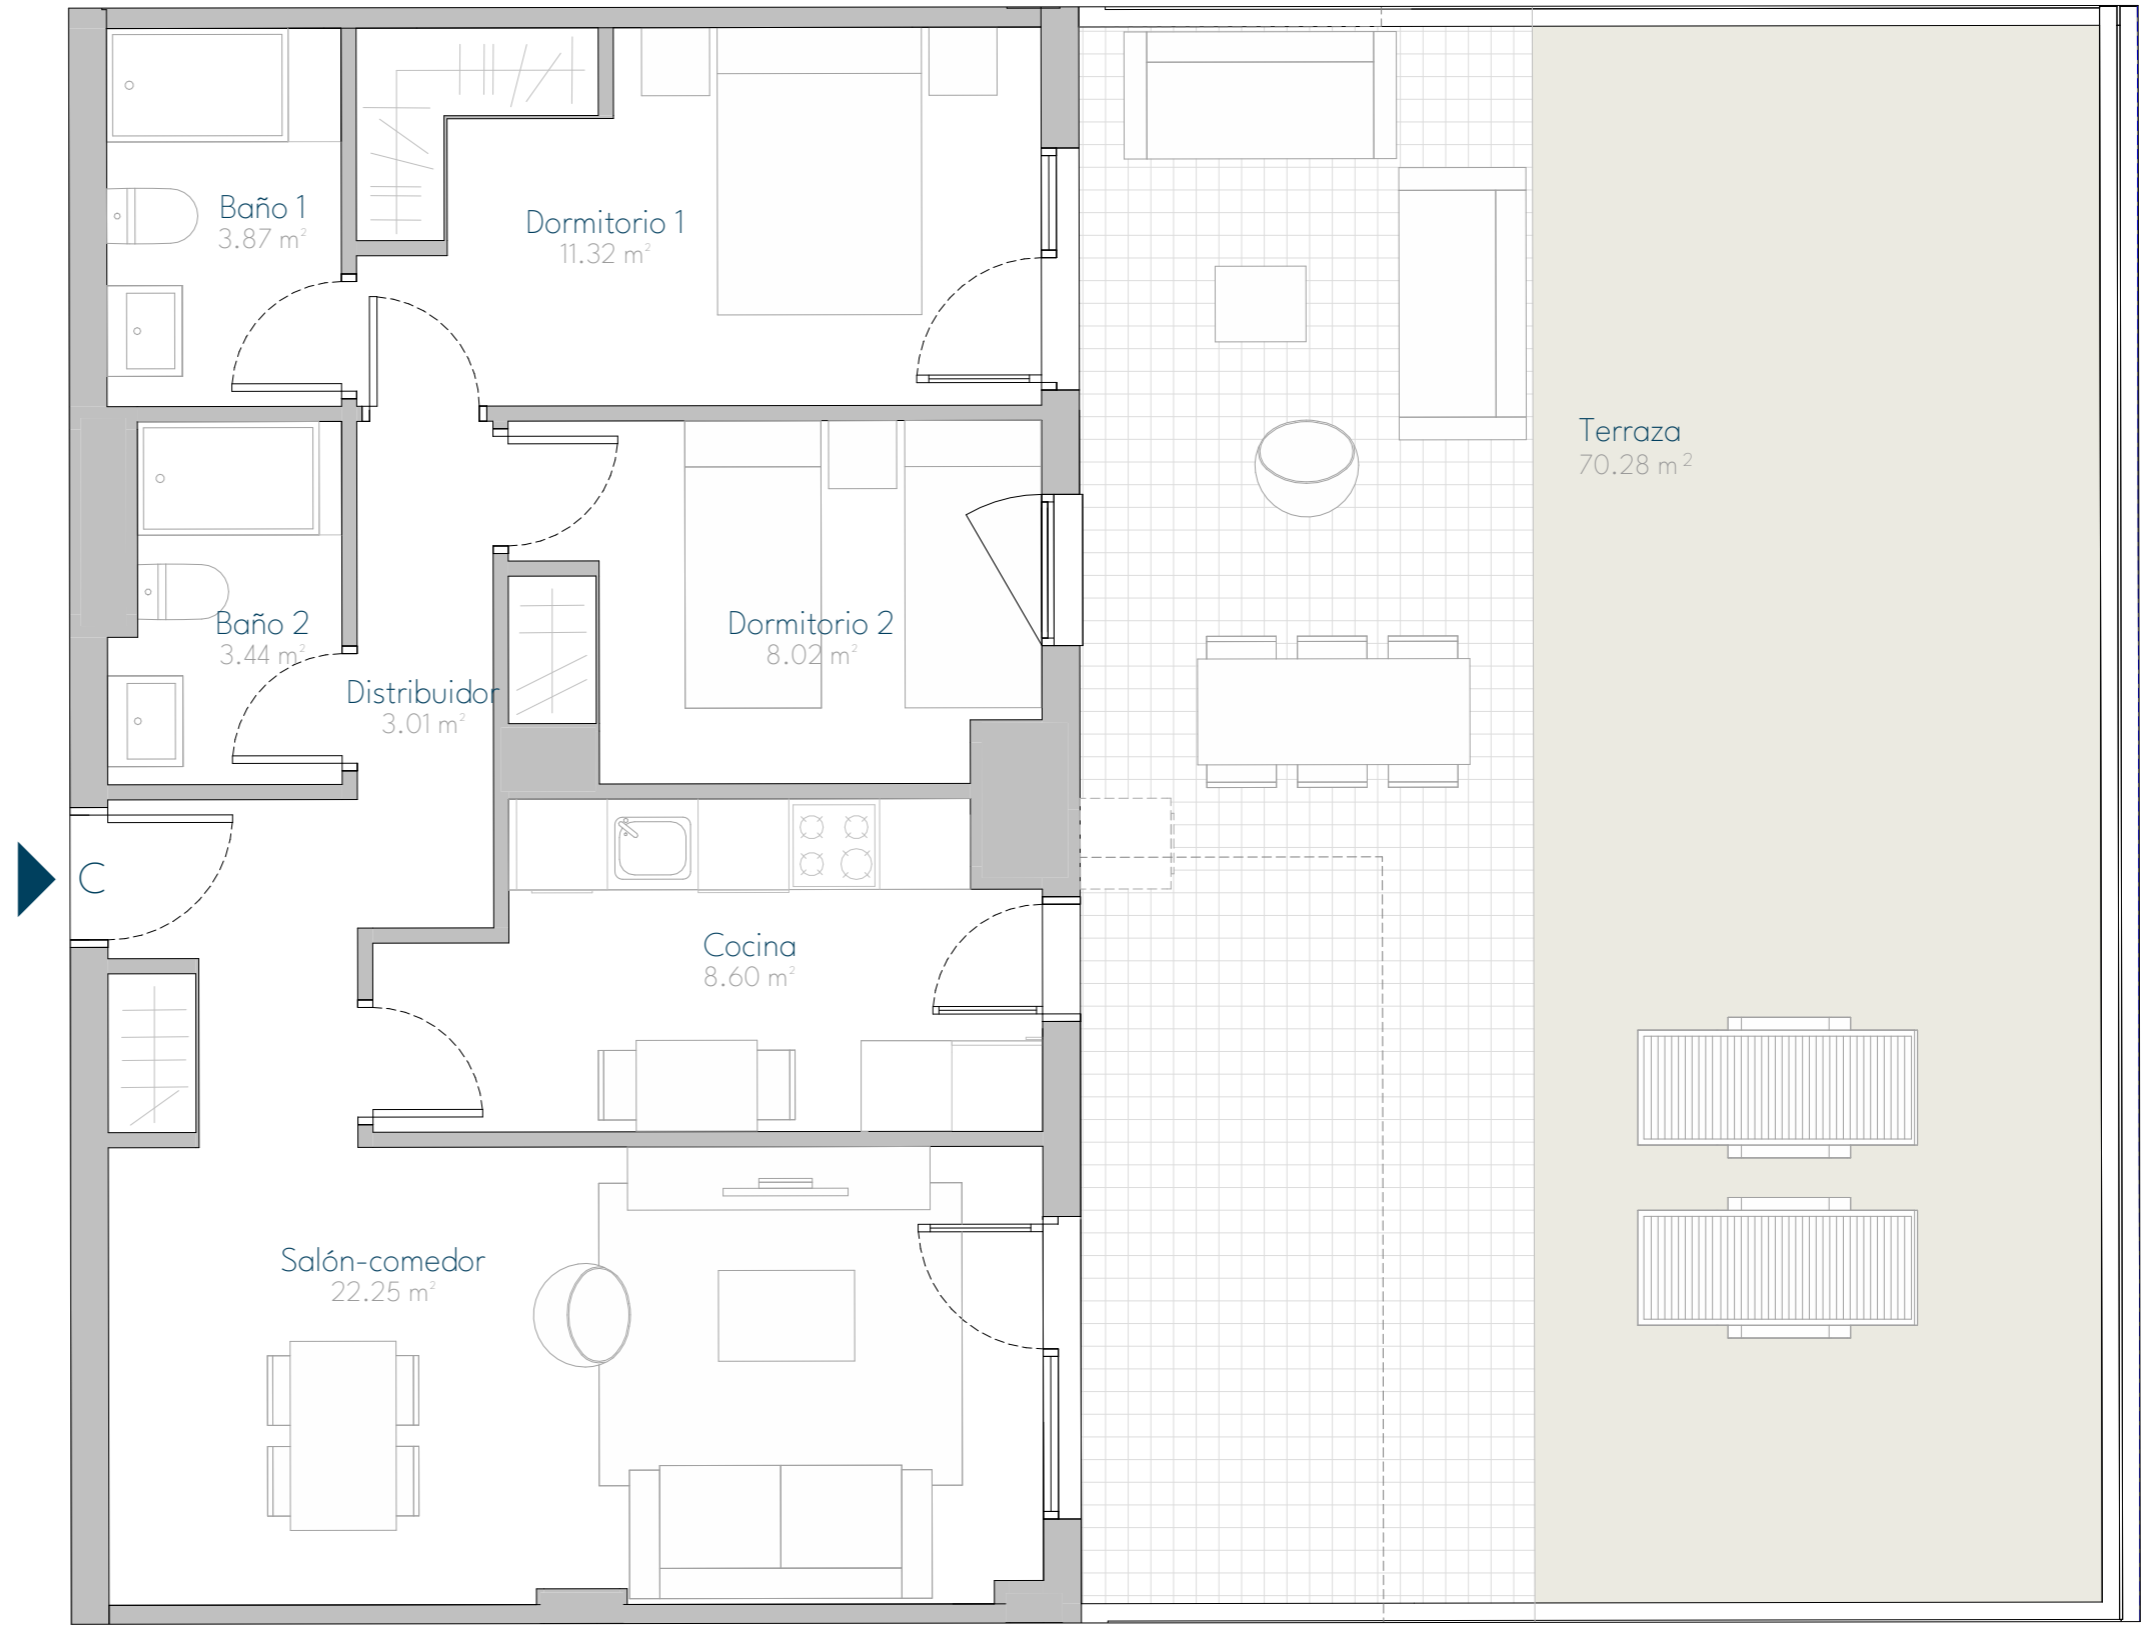 Baño 1
3.87 m²
Dormitorio 1
11.32 m²
Terraza
70.28 m²
Baño 2
3.44 m²
Dormitorio 2
8.02 m²
Distribuidor
3.01 m²
C
Cocina
8.60 m²
Salón-comedor
22.25 m²